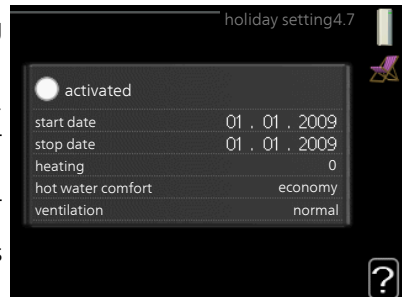 holiday setting4.7
activated
start date 01 . 01 . 2009
stop date 01 . 01 . 2009
heating 0
hot water comfort economy
ventilation normal
?